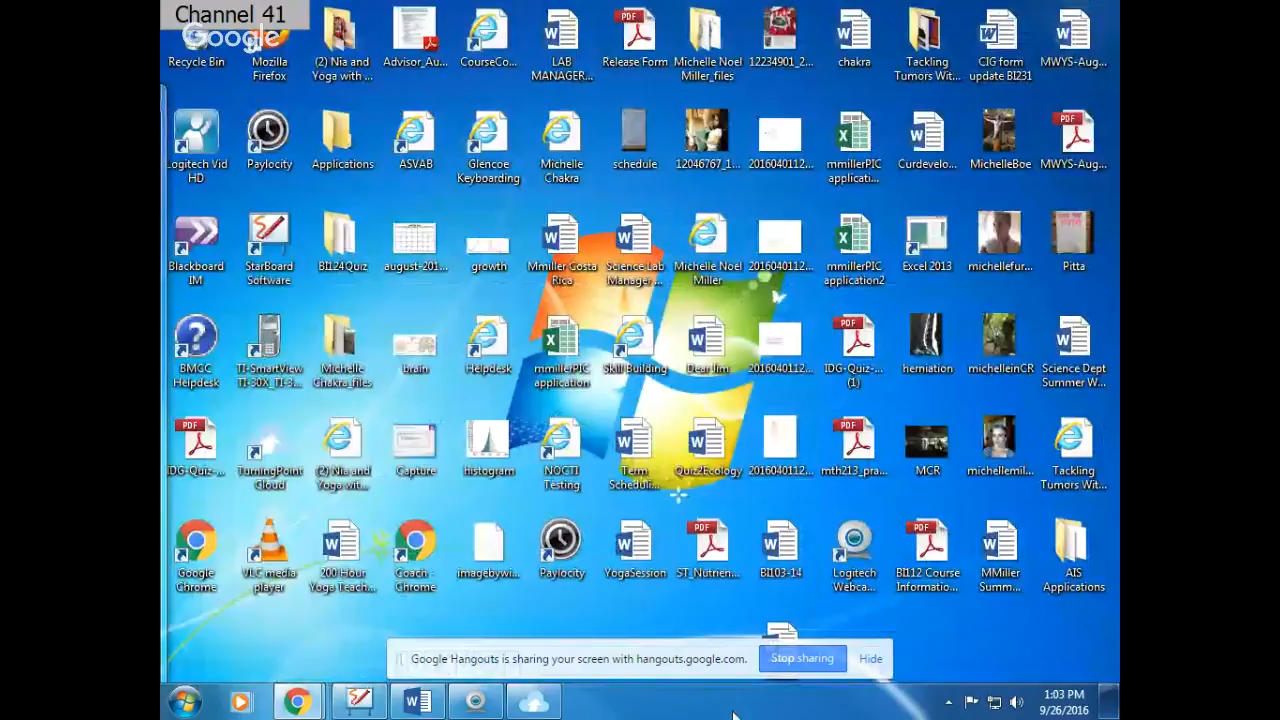 Channel 41
Google
Recycle Bin
Mozilla
Firefox
(2) Nia and
Yoga with ...
Advisor_Au...
CourseCo...
LAB
MANAGER...
Release Form
Michelle Noel
Miller_files
12234901_2...
chakra
Tackling
Tumors Wit...
CIG form
update BI231
MWYS-Aug...
Logitech Vid
HD
Paylocity
Applications
ASVAB
Glencoe
Keyboarding
Michelle
Chakra
schedule
12046767_1...
2016040112...
mmillerPIC
applicati...
Curdevelo...
MichelleBoe
MWYS-Aug...
Blackboard
IM
StarBoard
Software
BI124Quiz
august-201...
growth
Mmiller Costa
Rica
Science Lab
Manager...
Michelle Noel
Miller
2016040112...
mmillerPIC
application2
Excel 2013
michellefur...
Pitta
BMGC
Helpdesk
TI-SmartView
TI-30X_TI-3...
Michelle
Chakra_files
brain
Helpdesk
mmillerPIC
application
Skill Building
DearJim
2016040112...
IDG-Quiz-...
(1)
herniation
michelleinCR
Science Dept
Summer W...
IDG-Quiz-...
TurningPoint
Cloud
(2) Nia and
Yoga wit...
Capture
histogram
NOCTI
Testing
Term
Scheduli...
Quiz2Ecology
2016040112...
mth213_pra...
MCR
michellemil...
Tackling
Tumors Wit...
Google
Chrome
VLC media
player
200 Hour
Yoga Teach...
Coach -
Chrome
imagebywi...
Paylocity
YogaSession
ST_Nutrien...
BI103-14
Logitech
Webca...
BI112 Course
Informatio...
MMiller
Summ...
AIS
Applications
Google Hangouts is sharing your screen with hangouts.google.com.
Stop sharing
Hide
1:03 PM
9/26/2016